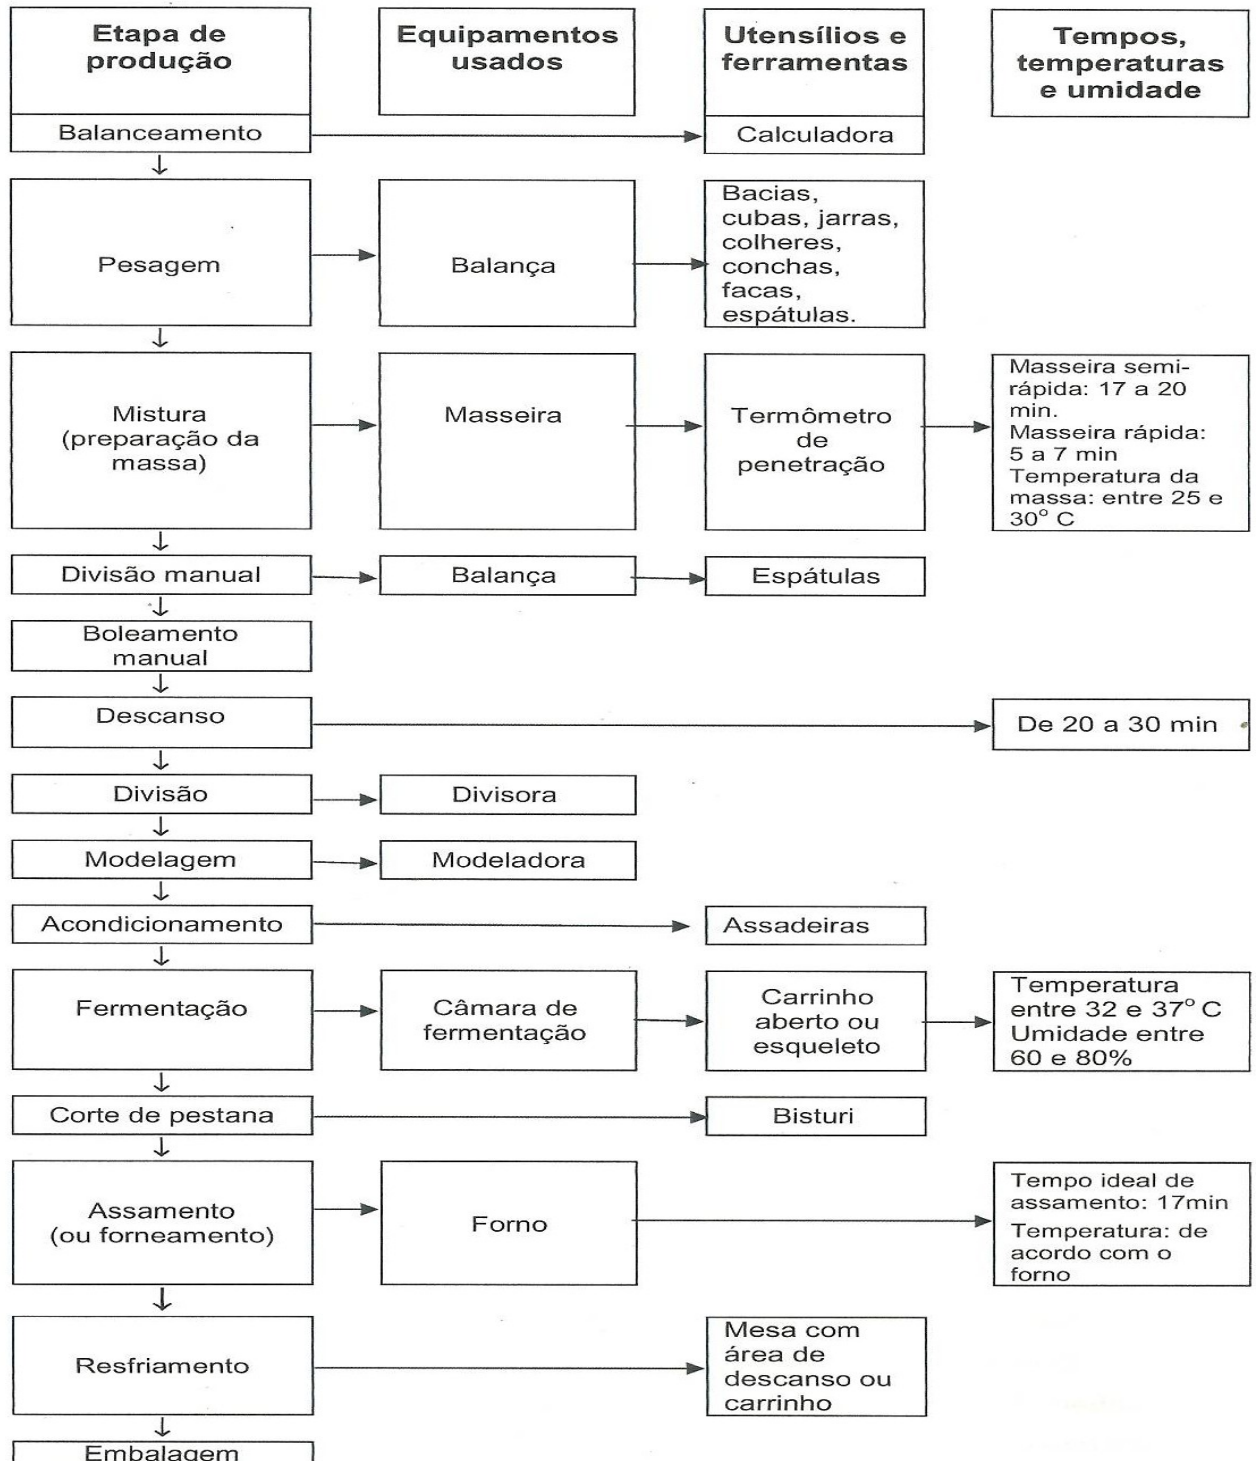 Etapa de
produção
Equipamentos
usados
Utensílios e
ferramentas
Tempos,
temperaturas
e umidade
Balanceamento
Calculadora
Pesagem
Balança
Bacias,
cubas, jarras,
colheres,
conchas,
facas,
espátulas.
Mistura
(preparação da
massa)
Masseira
Termômetro
de
penetração
Masseira semi-
rápida: 17 a 20
min.
Masseira rápida:
5 a 7 min
Temperatura da
massa: entre 25 e
30° C
Divisão manual
Balança
Espátulas
Boleamento
manual
Descanso
De 20 a 30 min
Divisão
Divisora
Modelagem
Modeladora
Acondicionamento
Assadeiras
Fermentação
Câmara de
fermentação
Carrinho
aberto ou
esqueleto
Temperatura
entre 32 e 37° C
Umidade entre
60 e 80%
Corte de pestana
Bisturi
Assamento
(ou forneamento)
Forno
Tempo ideal de
assamento: 17min
Temperatura: de
acordo com o
forno
Resfriamento
Mesa com
área de
descanso ou
carrinho
Embalagem